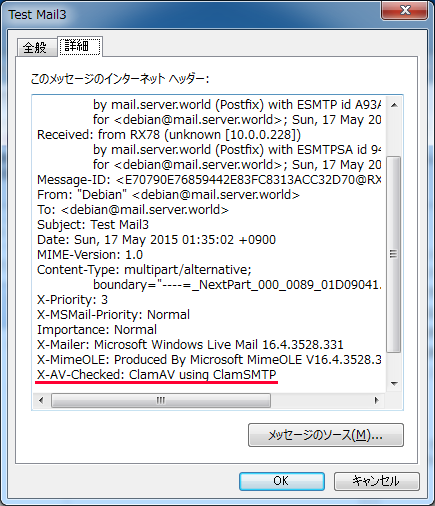 Test Mail3
全般
詳細
このメッセージのインターネット ヘッダー:
by mail.server.world (Postfix) with ESMTP id A93A
for <debian@mail.server.world>; Sun, 17 May 20
Received: from RX78 (unknown [10.0.0.228])
by mail.server.world (Postfix) with ESMTPSA id 94
for <debian@mail.server.world>; Sun, 17 May 20
Message-ID: <E70790E76859442E83FC8313ACC32D70@RX
From: "Debian" <debian@mail.server.world>
To: <debian@mail.server.world>
Subject: Test Mail3
Date: Sun, 17 May 2015 01:35:02 +0900
MIME-Version: 1.0
Content-Type: multipart/alternative;
boundary="----=_NextPart_000_0089_01D09041.
X-Priority: 3
X-MSMail-Priority: Normal
Importance: Normal
X-Mailer: Microsoft Windows Live Mail 16.4.3528.331
X-MimeOLE: Produced By Microsoft MimeOLE V16.4.3528.3
X-AV-Checked: ClamAV using ClamSMTP
メッセージのソース(M)...
OK
キャンセル